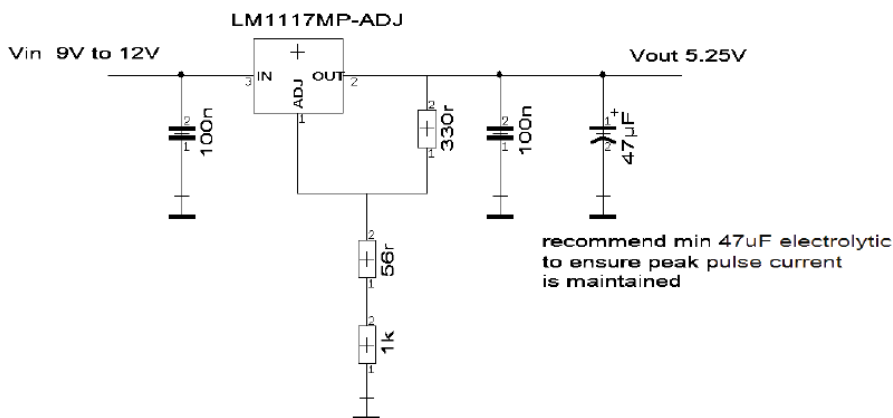 LM1117MP-ADJ
Vin 9V to 12V
Vout 5.25V
IN
OUT
ADJ
3
2
1
2
1
100n
2
1
330r
2
1
100n
1
+
2
47µF
2
1
56r
2
1
1k
recommend min 47uF electrolytic
to ensure peak pulse current
is maintained